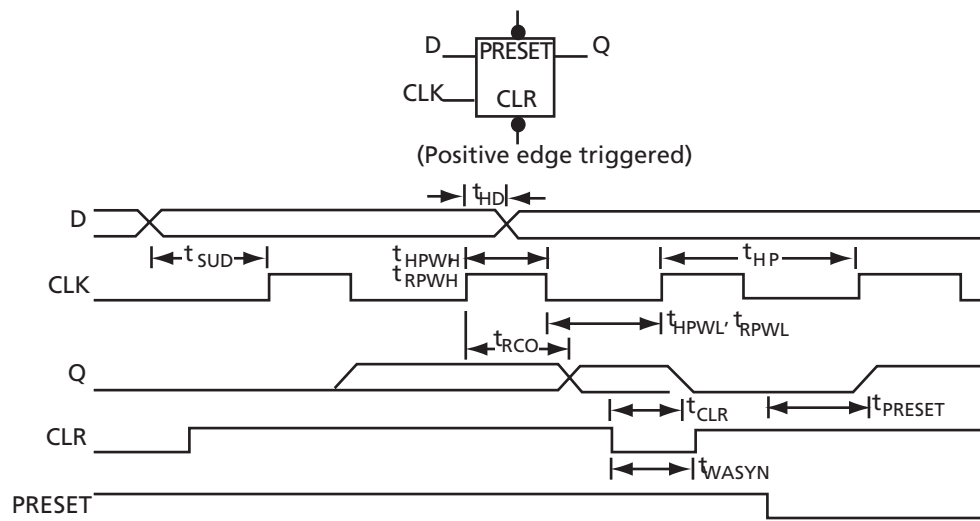 D PRESET Q
CLK CLR
(Positive edge triggered)
tHD
D
tSUD tHPWH, tHP
tRPWH
CLK
tHPWL, tRPWL
tRCO
Q
tCLR tPRESET
CLR
tWASYN
PRESET